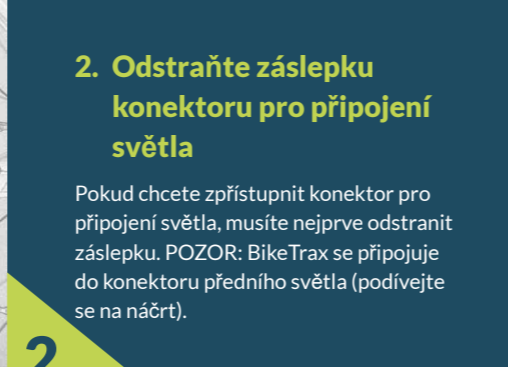 2. Odstraňte záslepku
konektoru pro připojení
světla
Pokud chcete zpřístupnit konektor pro
připojení světla, musíte nejprve odstranit
záslepku. POZOR: BikeTrax se připojuje
do konektoru předního světla (podívejte
se na náčrt).
2